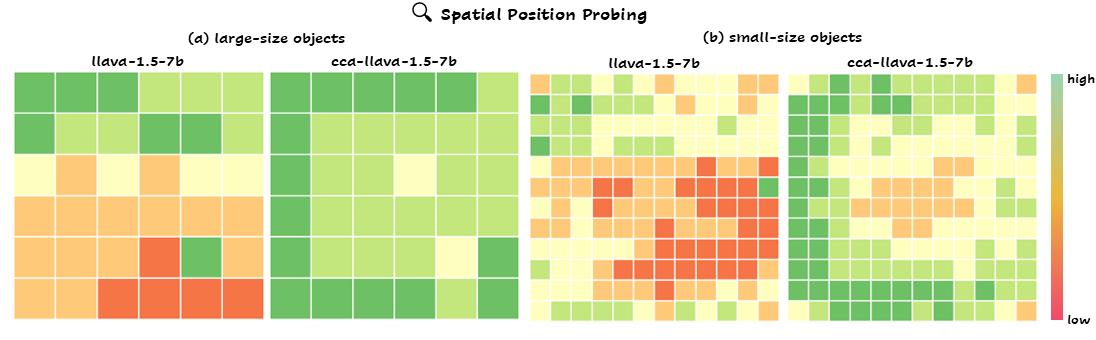 Spatial Position Probing
(a) large-size objects
(b) small-size objects
llava-1.5-7b
cca-llava-1.5-7b
llava-1.5-7b
cca-llava-1.5-7b
high
low